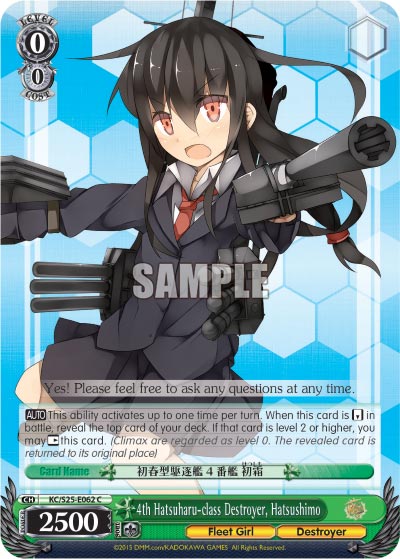 LEVEL
0
0
COST
SAMPLE
Yes! Please feel free to ask any questions at any time.
AUTO This ability activates up to one time per turn. When this card is in
battle, reveal the top card of your deck. If that card is level 2 or higher, you
may this card. (Climax are regarded as level 0. The revealed card is
returned to its original place)
Card Name 初春型駆逐艦 4 番艦 初霜
CH KC/S25-E062 C
4th Hatsuharu-class Destroyer, Hatsushimo
POWER
2500
Fleet Girl
Destroyer
©2013 DMM.com/KADOKAWA GAMES All Rights Reserved.